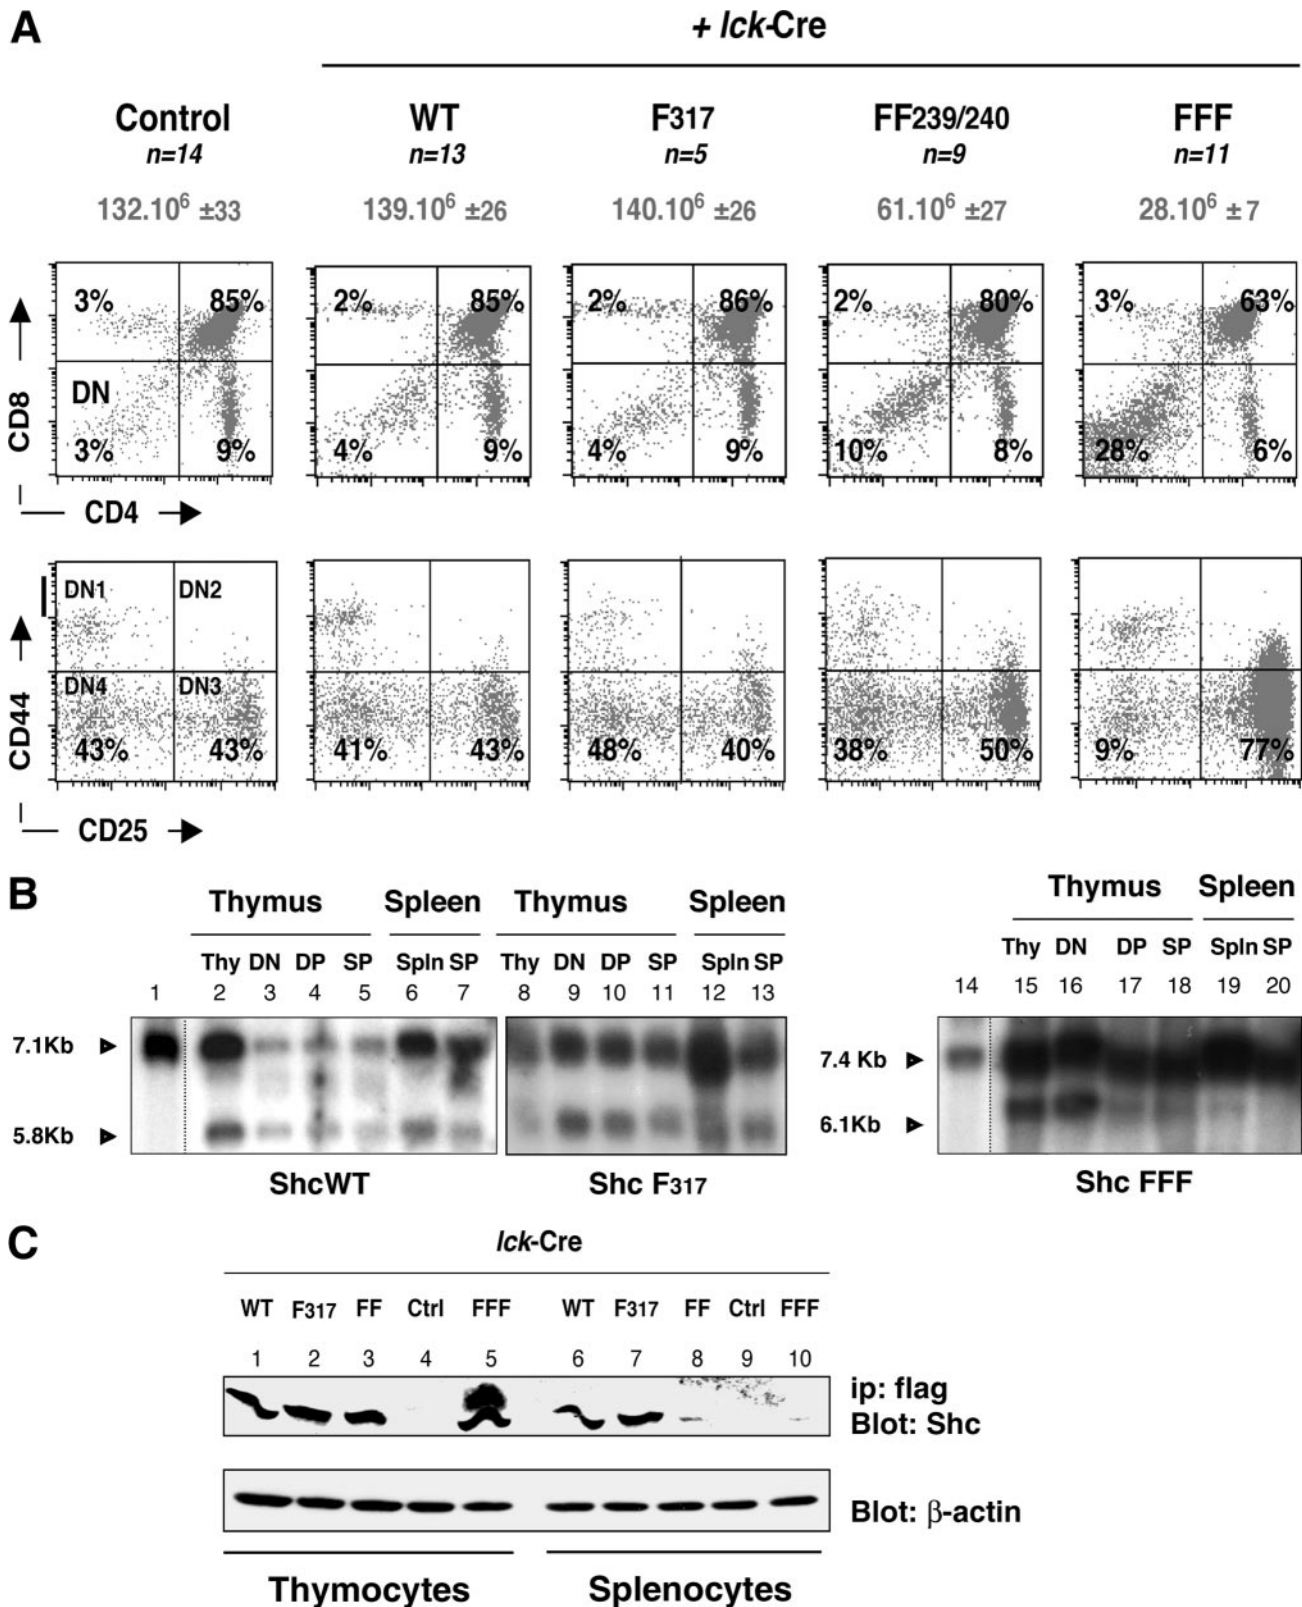 A
+ lck-Cre
Control WT F317 FF239/240 FFF
n=14 n=13 n=5 n=9 n=11
132.10⁶ ±33 139.10⁶ ±26 140.10⁶ ±26 61.10⁶ ±27 28.10⁶ ±7
3% 85% 2% 85% 2% 86% 2% 80% 3% 63%
DN
3% 9% 4% 9% 4% 9% 10% 8% 28% 6%
CD8
CD4
DN1 DN2
DN4 DN3
43% 43% 41% 43% 48% 40% 38% 50% 9% 77%
CD44
CD25
B
Thymus Spleen Thymus Spleen Thymus Spleen
Thy DN DP SP Spln SP Thy DN DP SP Spln SP Thy DN DP SP Spln SP
1 2 3 4 5 6 7 8 9 10 11 12 13 14 15 16 17 18 19 20
7.1Kb 7.4 Kb
5.8Kb 6.1Kb
ShcWT Shc F317 Shc FFF
C
lck-Cre
WT F317 FF Ctrl FFF WT F317 FF Ctrl FFF
1 2 3 4 5 6 7 8 9 10
ip: flag
Blot: Shc
Blot: β-actin
Thymocytes Splenocytes